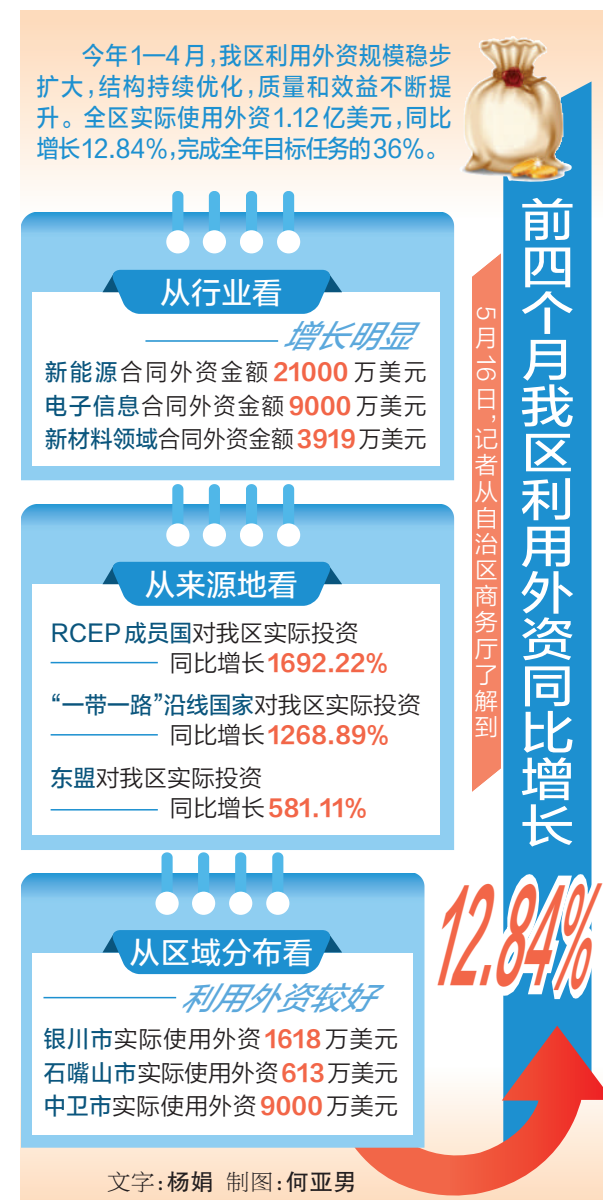 今年1—4月,我区利用外资规模稳步
扩大,结构持续优化,质量和效益不断提
升。全区实际使用外资1.12亿美元,同比
增长12.84%,完成全年目标任务的36%。
前四个月我区利用外资同比增长
12.84%
5月16日,记者从自治区商务厅了解到
从行业看
增长明显
新能源合同外资金额21000万美元
电子信息合同外资金额9000万美元
新材料领域合同外资金额3919万美元
从来源地看
RCEP成员国对我区实际投资
同比增长1692.22%
“一带一路”沿线国家对我区实际投资
同比增长1268.89%
东盟对我区实际投资
同比增长581.11%
从区域分布看
利用外资较好
银川市实际使用外资1618万美元
石嘴山市实际使用外资613万美元
中卫市实际使用外资9000万美元
文字:杨娟 制图:何亚男